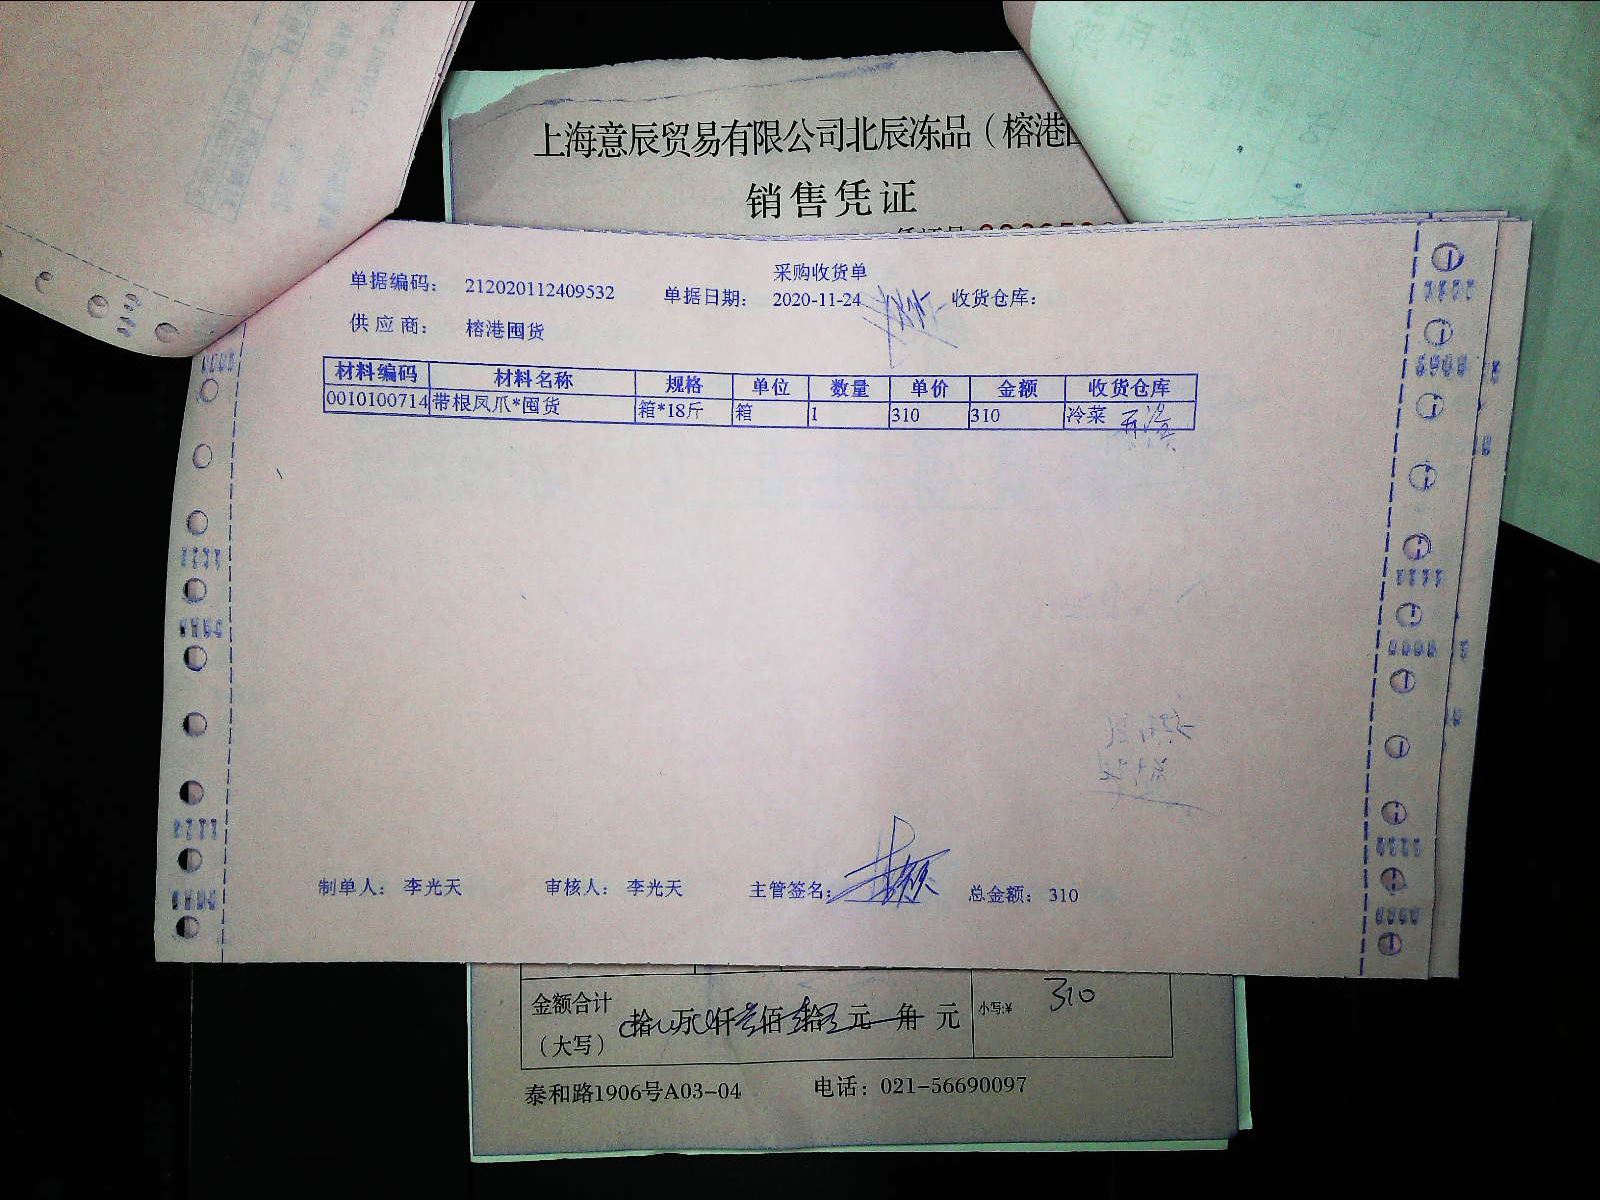 上海意辰贸易有限公司北辰冻品（榕港
销售凭证
采购收货单
单据编码： 212020112409532 单据日期： 2020-11-24 收货仓库：
供应商： 榕港囤货
材料编码 材料名称 规格 单位 数量 单价 金额 收货仓库
0010100714 带根凤爪*囤货 箱*18斤 箱 1 310 310 冷菜
制单人： 李光天 审核人： 李光天 主管签名： 总金额： 310
金额合计 拾 万 仟 佰 拾 元 角 元 小写:¥ 310
（大写）
泰和路1906号A03-04 电话：021-56690097